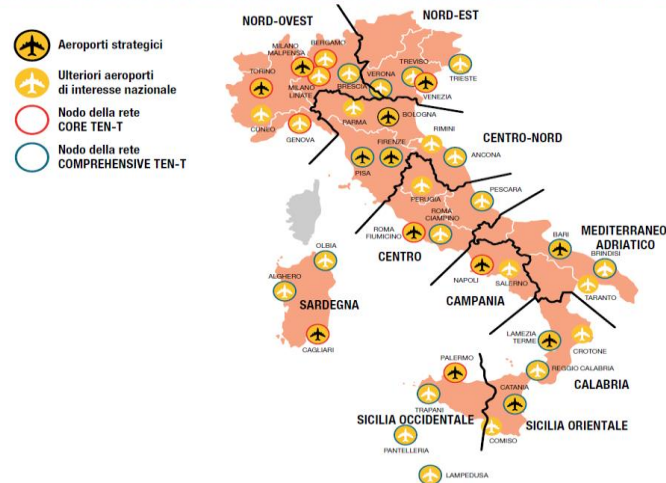 Aeroporti strategici
Ulteriori aeroporti
di interesse nazionale
Nodo della rete
CORE TEN-T
Nodo della rete
COMPREHENSIVE TEN-T
NORD-OVEST
NORD-EST
MILANO
MALPENSA
BERGAMO
TORINO
MILANO
LINATE
BRESCIA
VERONA
TREVISO
VENEZIA
TRIESTE
CUNEO
GENOVA
PARMA
BOLOGNA
RIMINI
CENTRO-NORD
FIRENZE
PISA
ANCONA
PERUGIA
PESCARA
ROMA
CIAMPINO
ROMA
FIUMICINO
CENTRO
MEDITERRANEO
ADRIATICO
BARI
BRINDISI
TARANTO
NAPOLI
SALERNO
CAMPANIA
OLBIA
ALGHERO
SARDEGNA
CAGLIARI
LAMEZIA
TERME
CROTONE
REGGIO CALABRIA
CALABRIA
PALERMO
CATANIA
TRAPANI
SICILIA OCCIDENTALE
SICILIA ORIENTALE
COMISO
PANTELLERIA
LAMPEDUSA